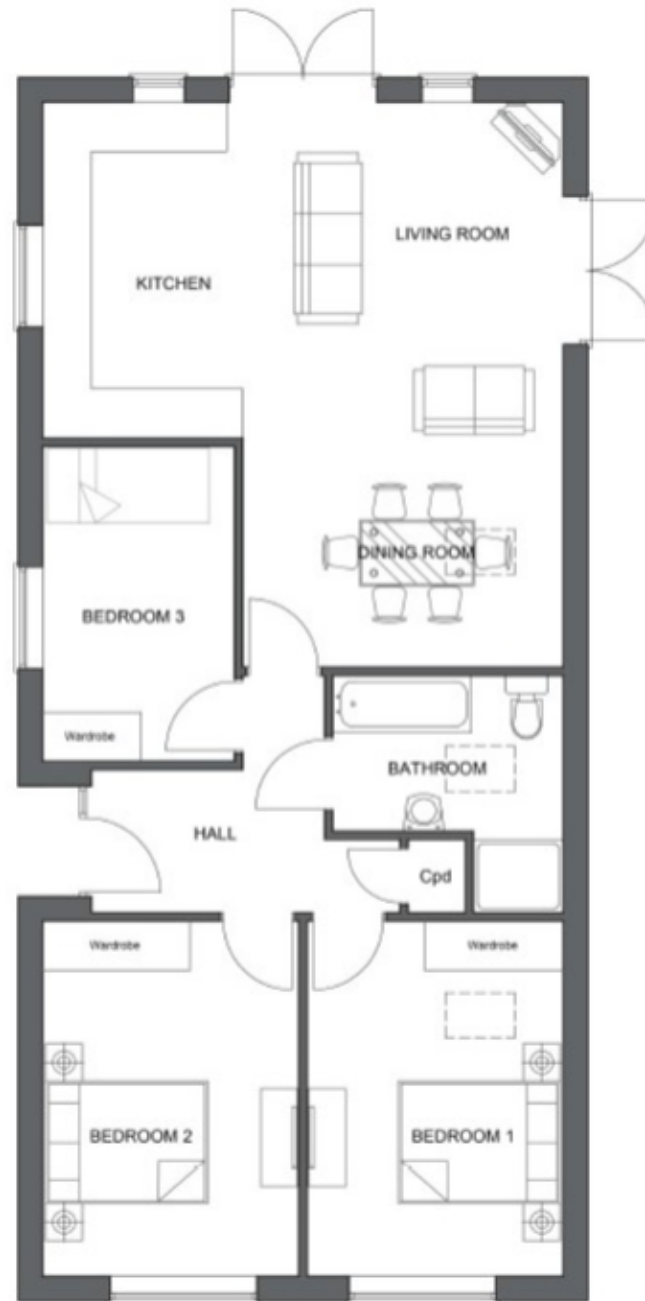 LIVING ROOM
KITCHEN
DINING ROOM
BEDROOM 3
Wardrobe
BATHROOM
HALL
Cpd
Wardrobe
Wardrobe
BEDROOM 2
BEDROOM 1